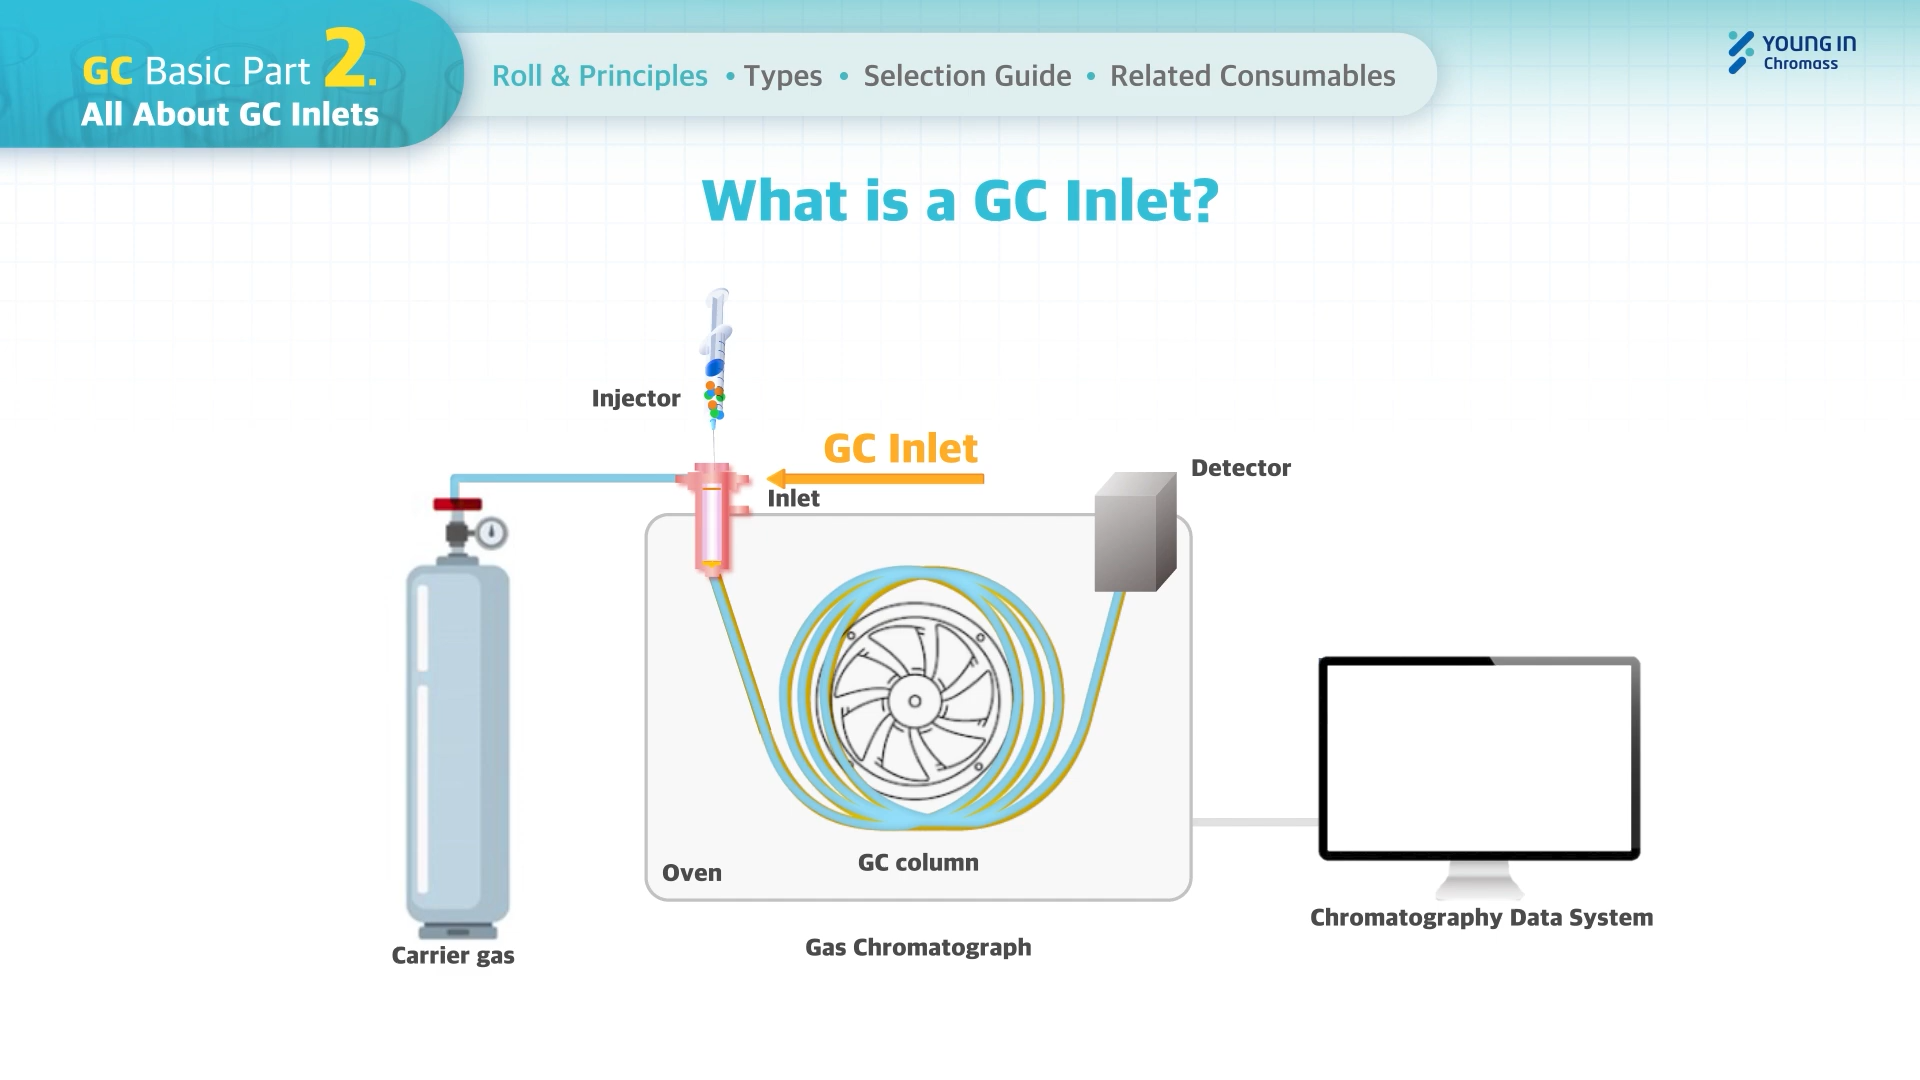 GC Basic Part 2.
All About GC Inlets
Roll & Principles • Types • Selection Guide • Related Consumables
YOUNG IN
Chromass
What is a GC Inlet?
Injector
GC Inlet
Detector
Inlet
GC column
Oven
Chromatography Data System
Gas Chromatograph
Carrier gas